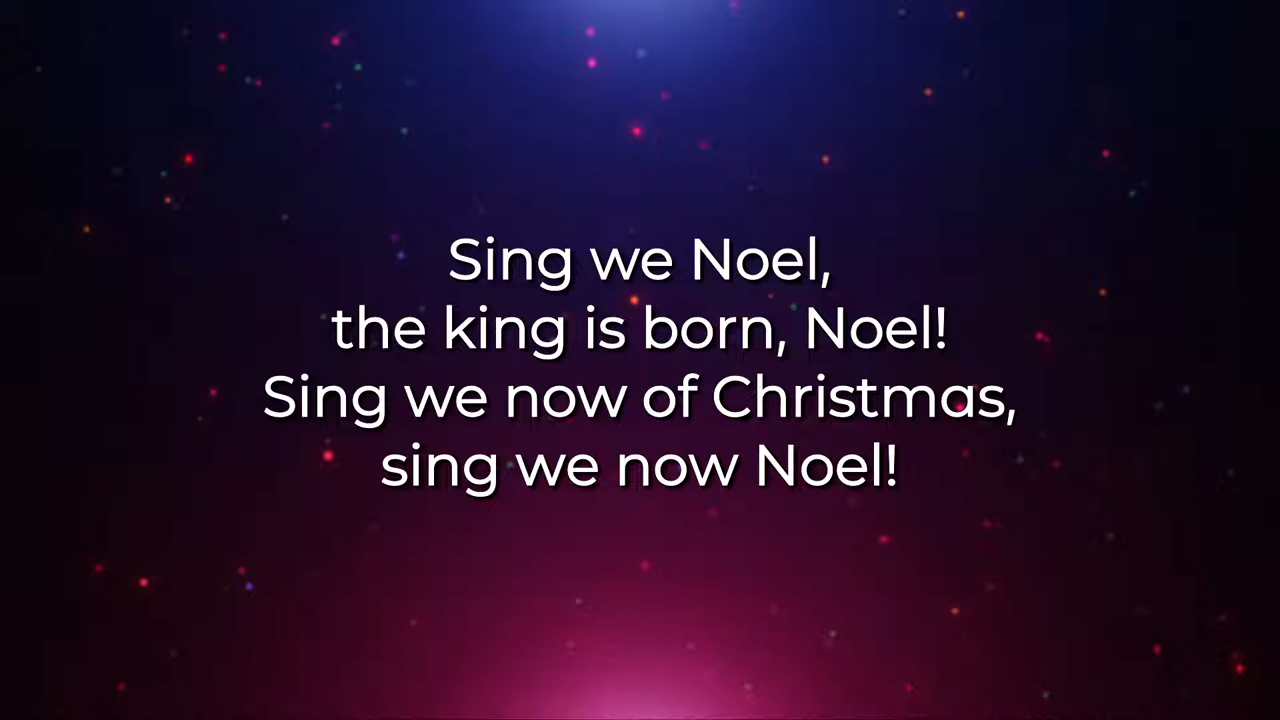 Sing we Noel,
the king is born, Noel!
Sing we now of Christmas,
sing we now Noel!